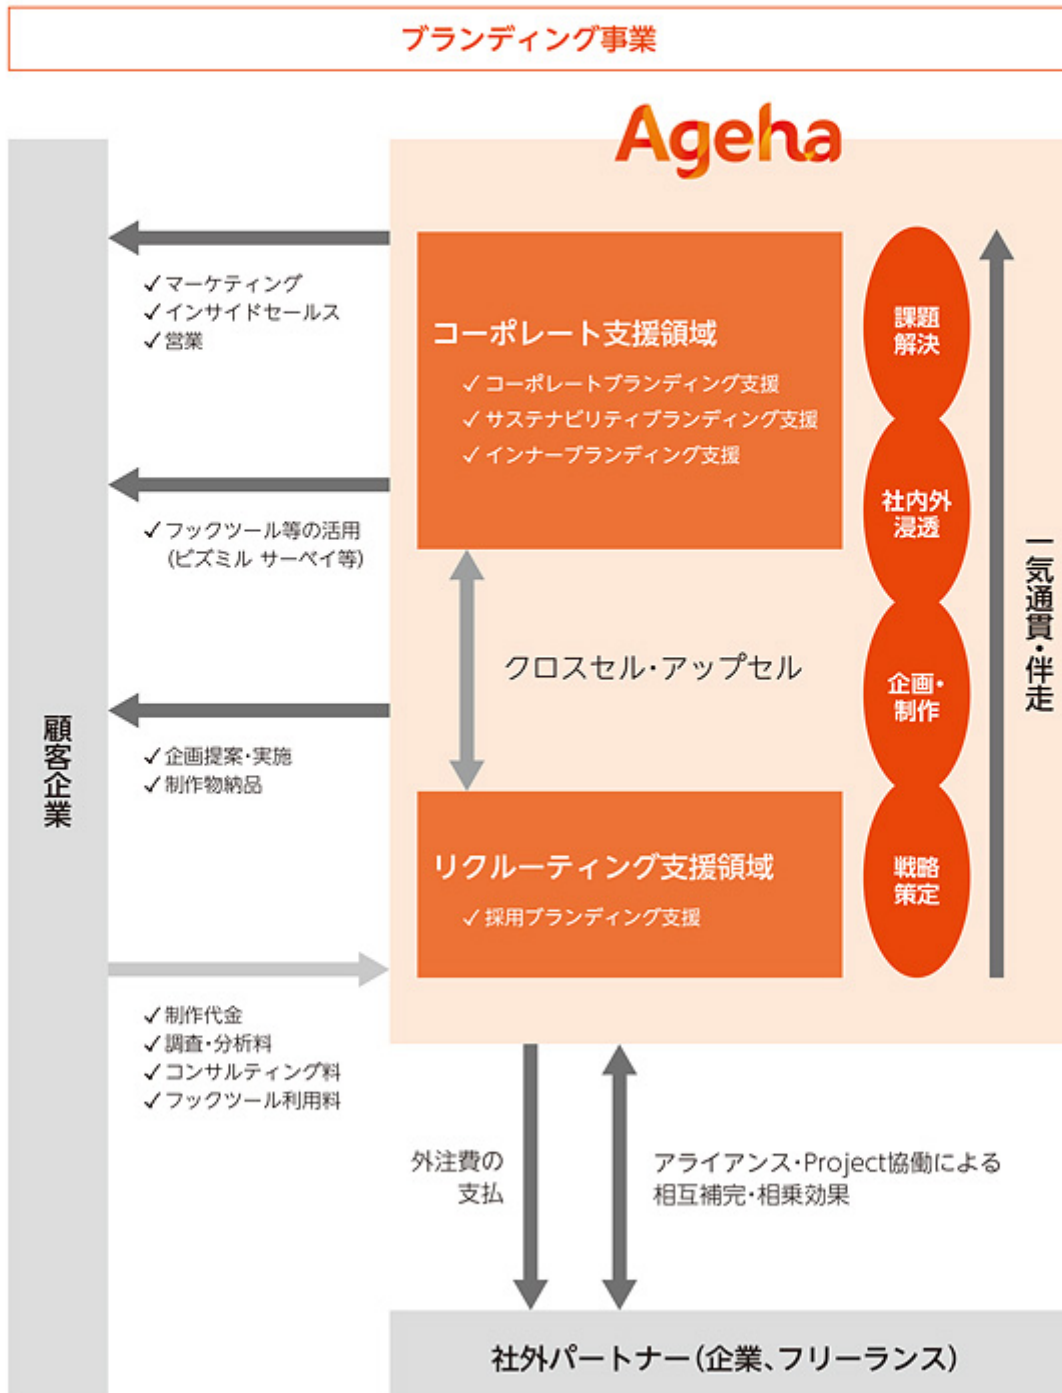 ブランディング事業
Ageha
✓マーケティング
✓インサイドセールス
✓営業
✓フックツール等の活用
(ビズミル サーベイ等)
✓企画提案・実施
✓制作物納品
顧客企業
✓制作代金
✓調査・分析料
✓コンサルティング料
✓フックツール利用料
コーポレート支援領域
✓コーポレートブランディング支援
✓サステナビリティブランディング支援
✓インナーブランディング支援
クロスセル・アップセル
リクルーティング支援領域
✓採用ブランディング支援
課題
解決
社内外
浸透
企画・
制作
戦略
策定
一気通貫・伴走
外注費の
支払
アライアンス・Project協働による
相互補完・相乗効果
社外パートナー(企業、フリーランス)